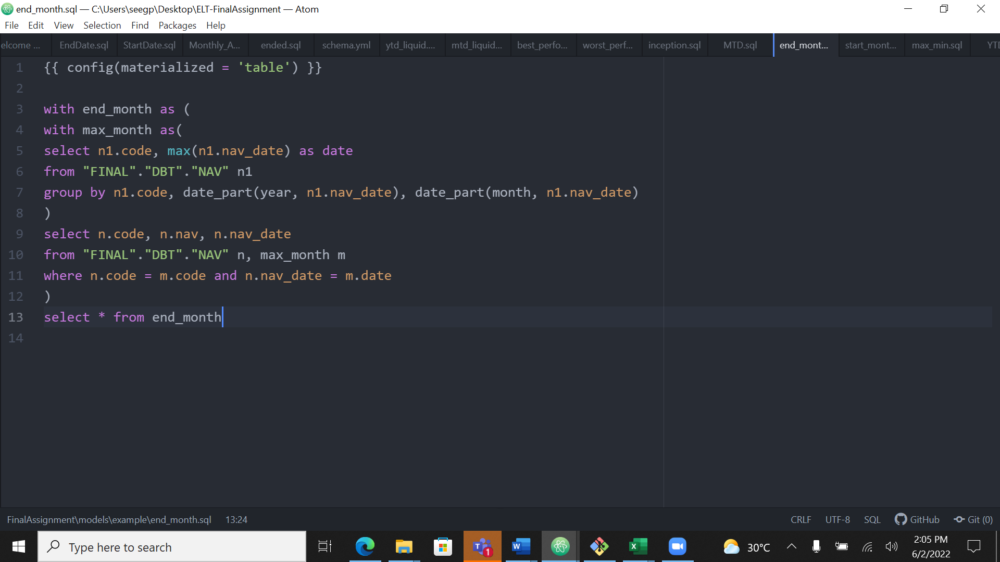 end_month.sql — C:\Users\seegp\Desktop\ELT-FinalAssignment — Atom
File Edit View Selection Find Packages Help
elcome ... EndDate.sql StartDate.sql Monthly_A... ended.sql schema.yml ytd_liquid.... mtd_liquid... best_perfo... worst_perf... inception.sql MTD.sql end_mont... start_mont... max_min.sql YTD
1 {{ config(materialized = 'table') }}
2
3 with end_month as (
4 with max_month as(
5 select n1.code, max(n1.nav_date) as date
6 from "FINAL"."DBT"."NAV" n1
7 group by n1.code, date_part(year, n1.nav_date), date_part(month, n1.nav_date)
8 )
9 select n.code, n.nav, n.nav_date
10 from "FINAL"."DBT"."NAV" n, max_month m
11 where n.code = m.code and n.nav_date = m.date
12 )
13 select * from end_month
14
FinalAssignment\models\example\end_month.sql 13:24 CRLF UTF-8 SQL GitHub Git (0)
Type here to search T 1 W X 30°C 2:05 PM
6/2/2022